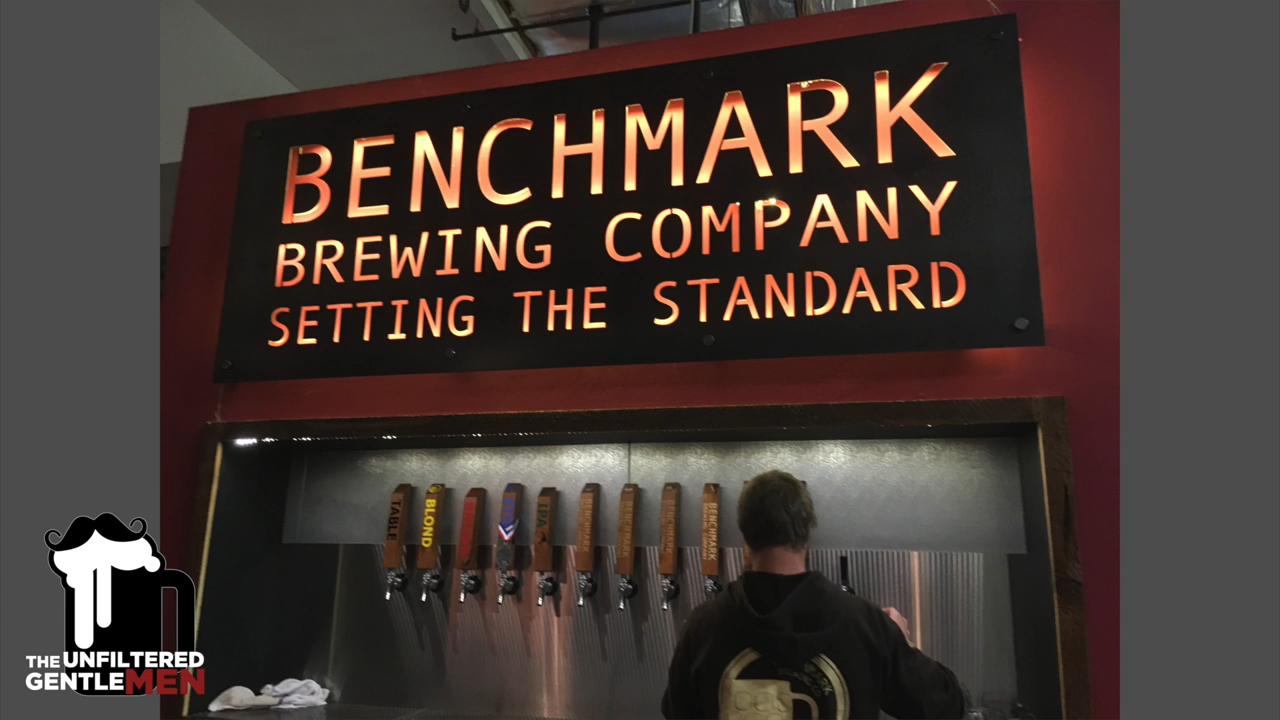 BENCHMARK
BREWING COMPANY
SETTING THE STANDARD
TABLE
BLOND
IPA
BENCHMARK
BENCHMARK
BENCHMARK
BENCHMARK
THE UNFILTERED
GENTLEMEN